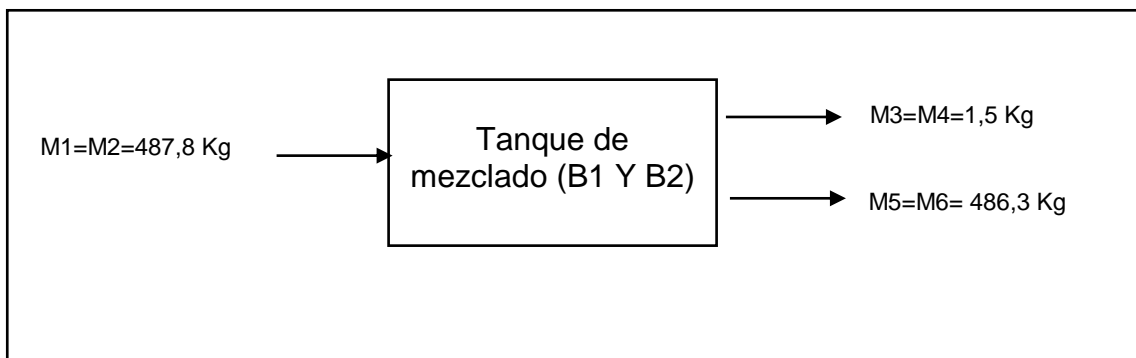 M1=M2=487,8 Kg
Tanque de
mezclado (B1 Y B2)
M3=M4=1,5 Kg
M5=M6= 486,3 Kg